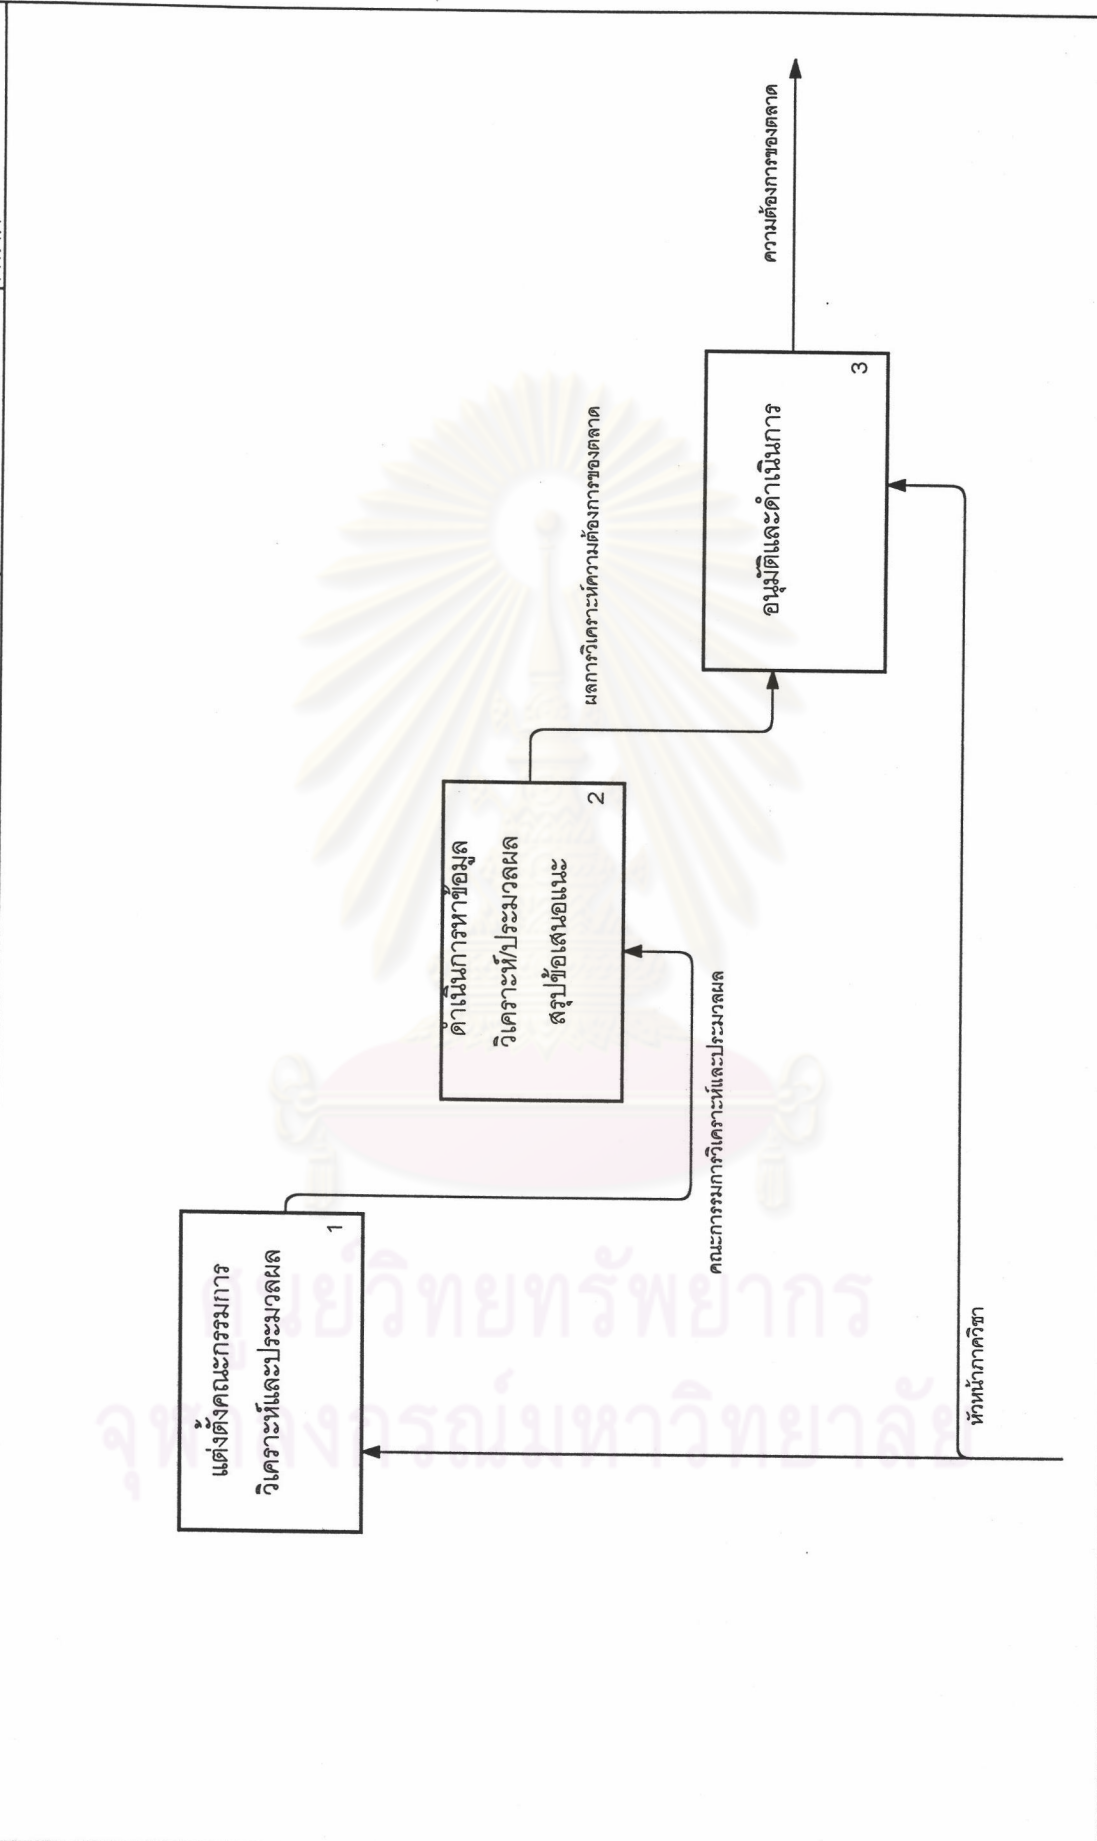 แต่งตั้งคณะกรรมการ
วิเคราะห์และประมวลผล
1
ดำเนินการหาข้อมูล
วิเคราะห์/ประมวลผล
สรุปข้อเสนอแนะ
2
ผลการวิเคราะห์ความต้องการของตลาด
อนุมัติและดำเนินการ
3
ความต้องการของตลาด
คณะการรมการวิเคราะห์และประมวลผล
หัวหน้าภาควิชา
ศูนย์วิทยทรัพยากร
จุฬาลงกรณ์มหาวิทยาลัย